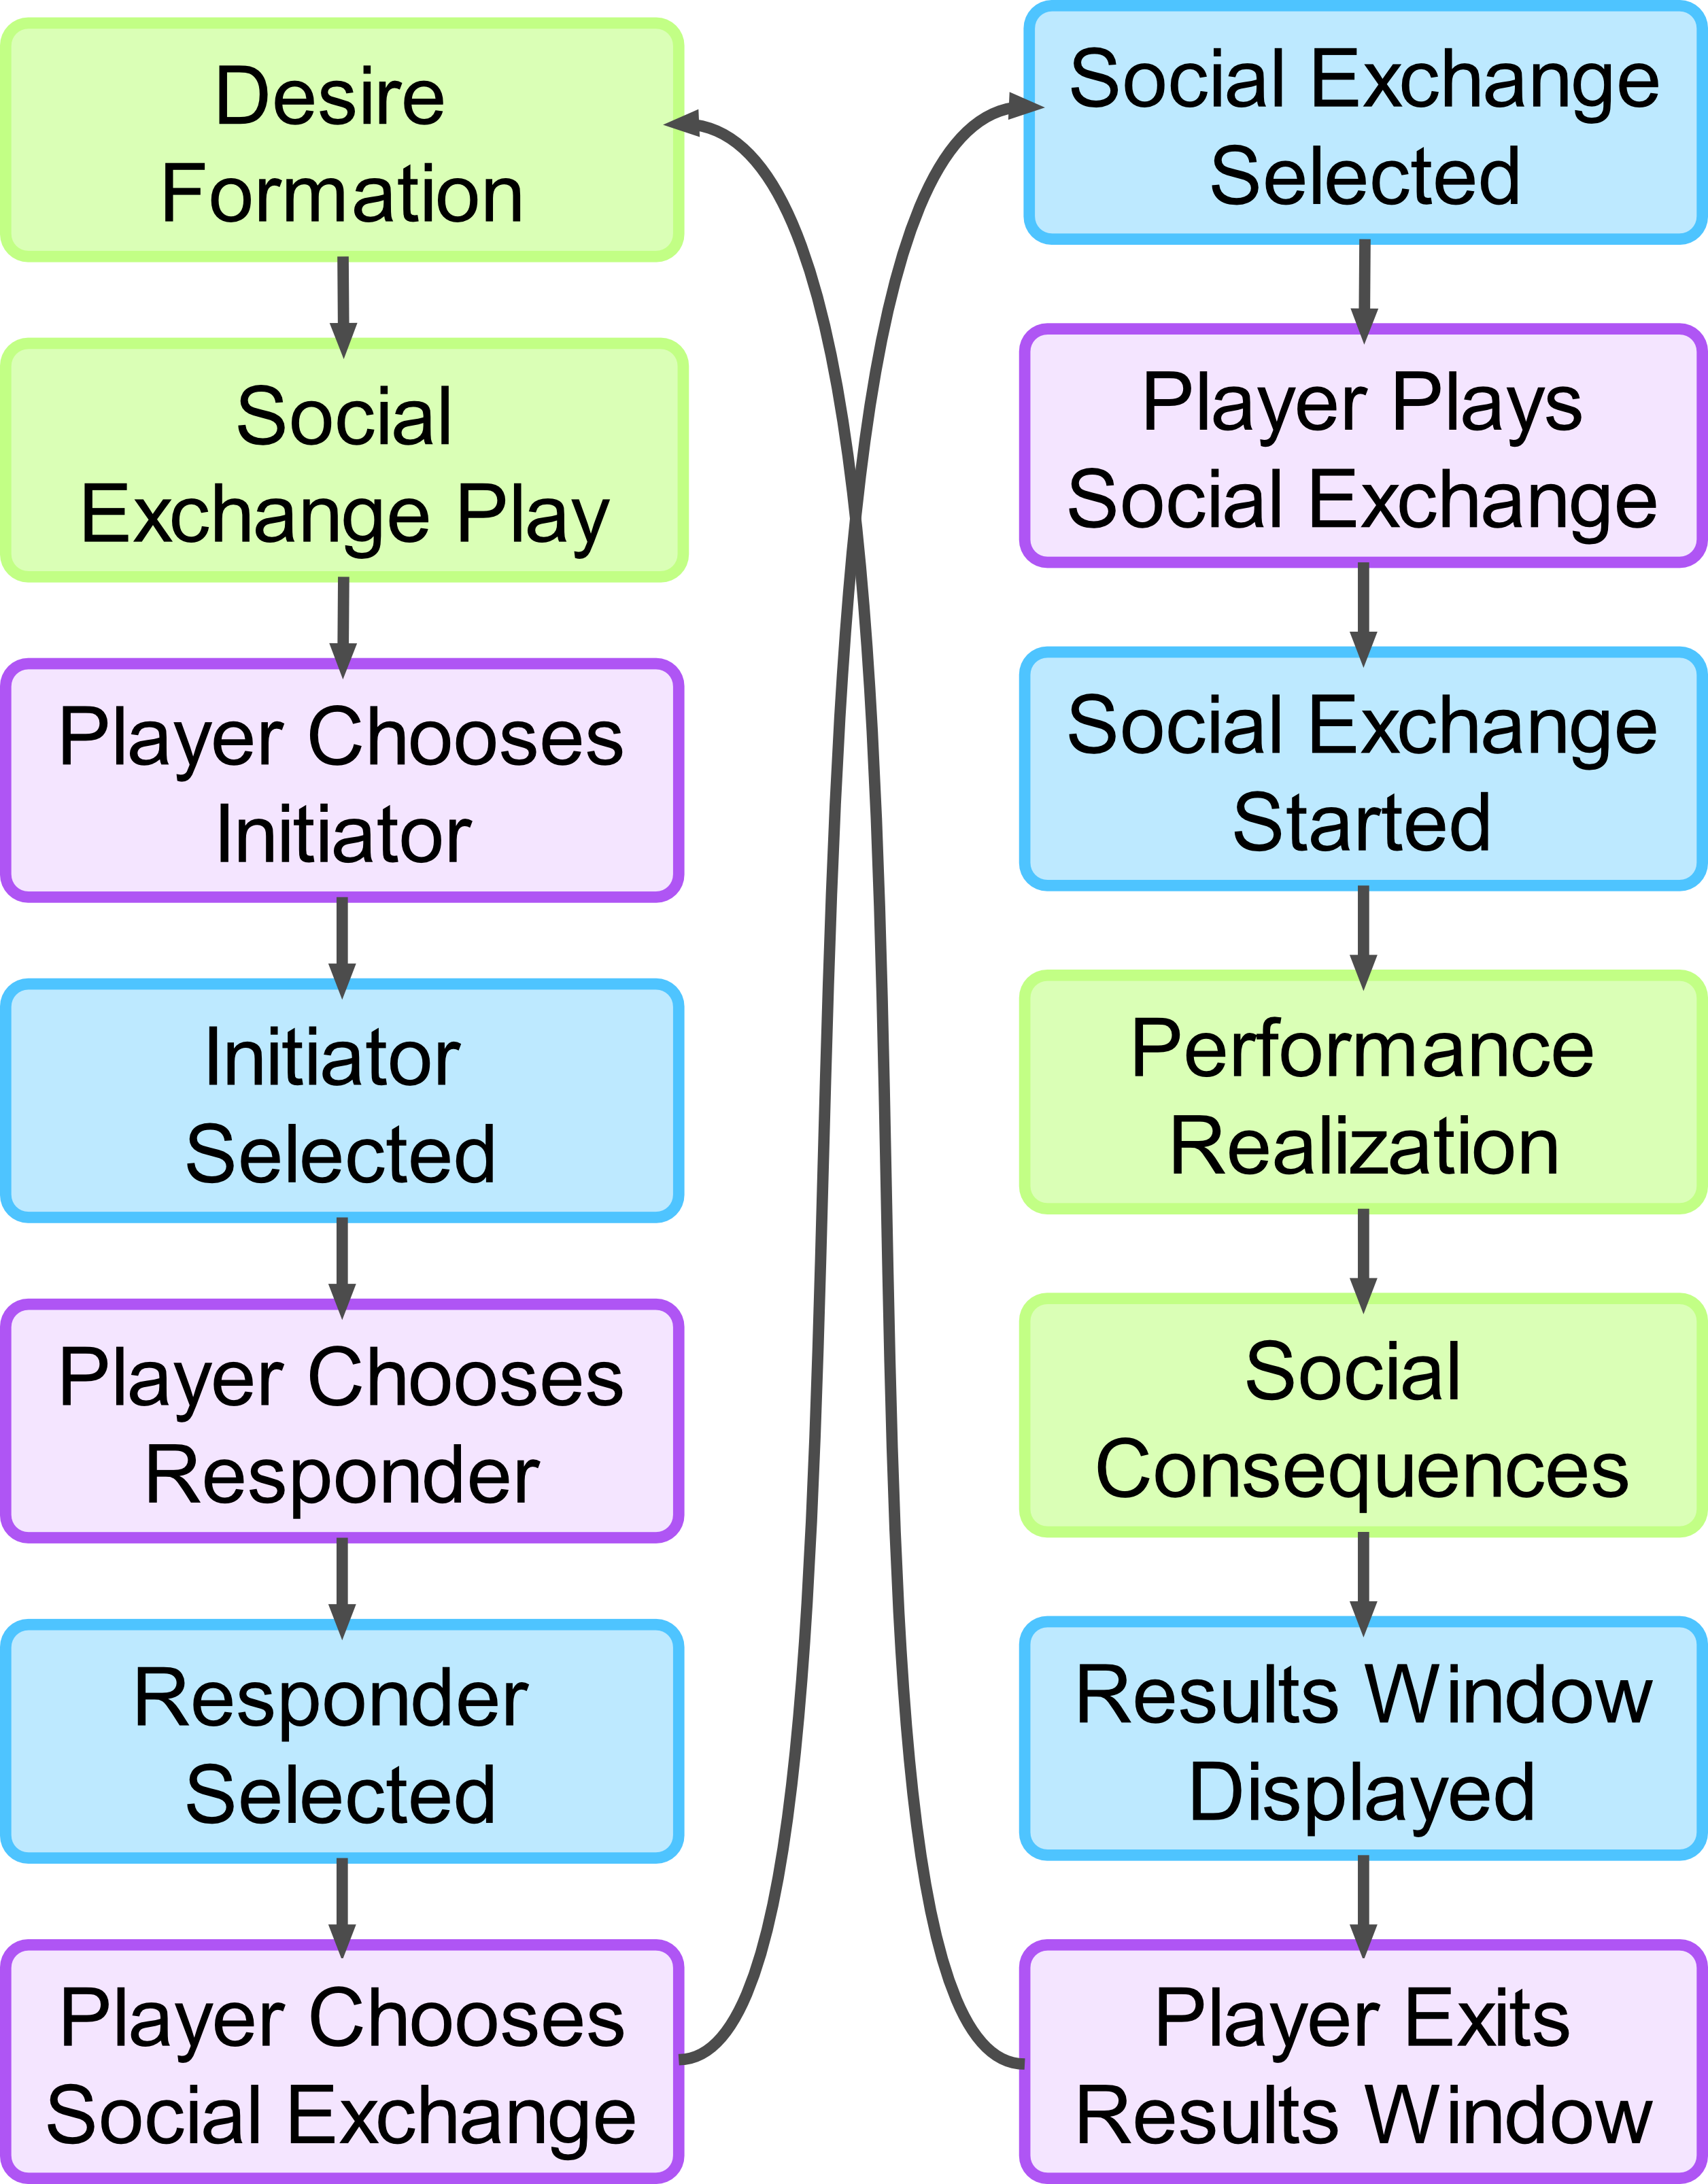 Desire
Formation
Social
Exchange Play
Player Chooses
Initiator
Initiator
Selected
Player Chooses
Responder
Responder
Selected
Player Chooses
Social Exchange
Social Exchange
Selected
Player Plays
Social Exchange
Social Exchange
Started
Performance
Realization
Social
Consequences
Results Window
Displayed
Player Exits
Results Window